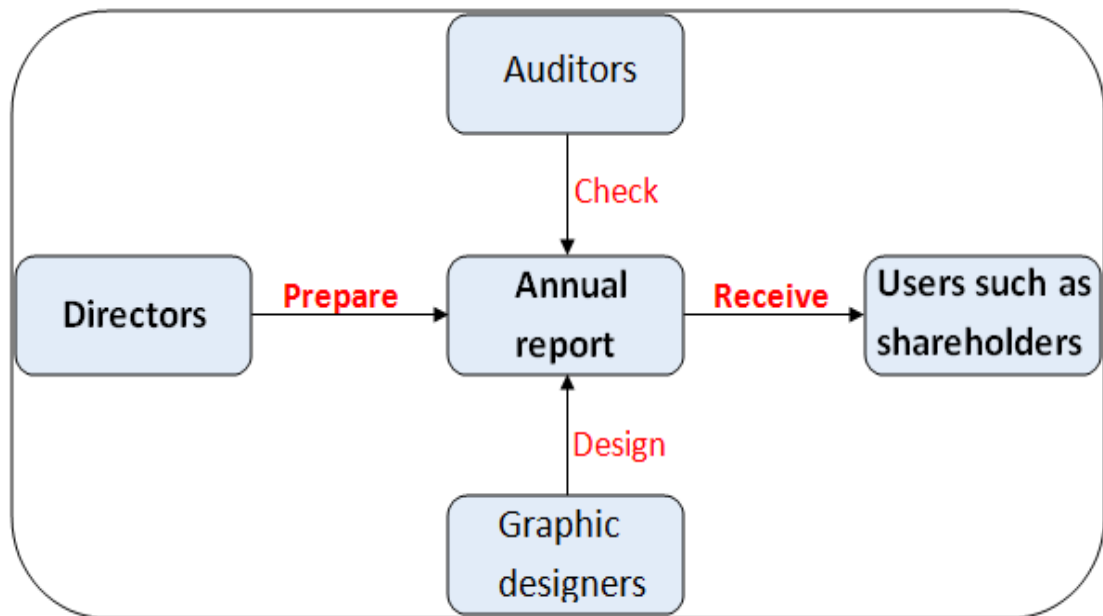 Auditors
Check
Directors
Prepare
Annual
report
Receive
Users such as
shareholders
Design
Graphic
designers